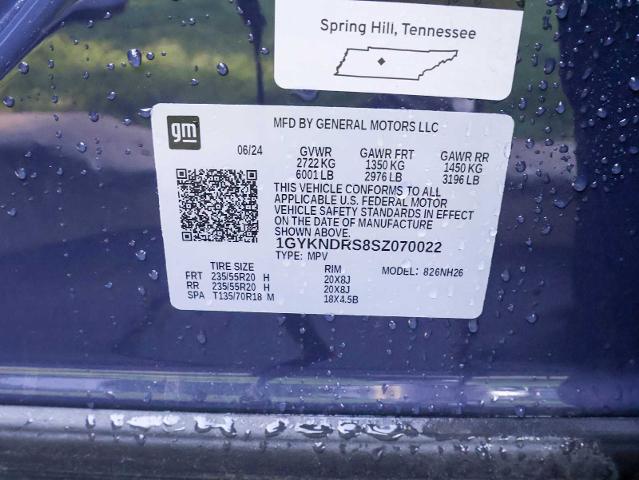 Spring Hill, Tennessee
gm
MFD BY GENERAL MOTORS LLC
06/24 GVWR GAWR FRT GAWR RR
2722 KG 1350 KG 1450 KG
6001 LB 2976 LB 3196 LB
THIS VEHICLE CONFORMS TO ALL
APPLICABLE U.S. FEDERAL MOTOR
VEHICLE SAFETY STANDARDS IN EFFECT
ON THE DATE OF MANUFACTURE
SHOWN ABOVE.
1GYKNDRS8SZ070022
TYPE: MPV
TIRE SIZE RIM MODEL: 826NH26
FRT 235/55R20 H 20X8J
RR 235/55R20 H 20X8J
SPA T135/70R18 M 18X4.5B